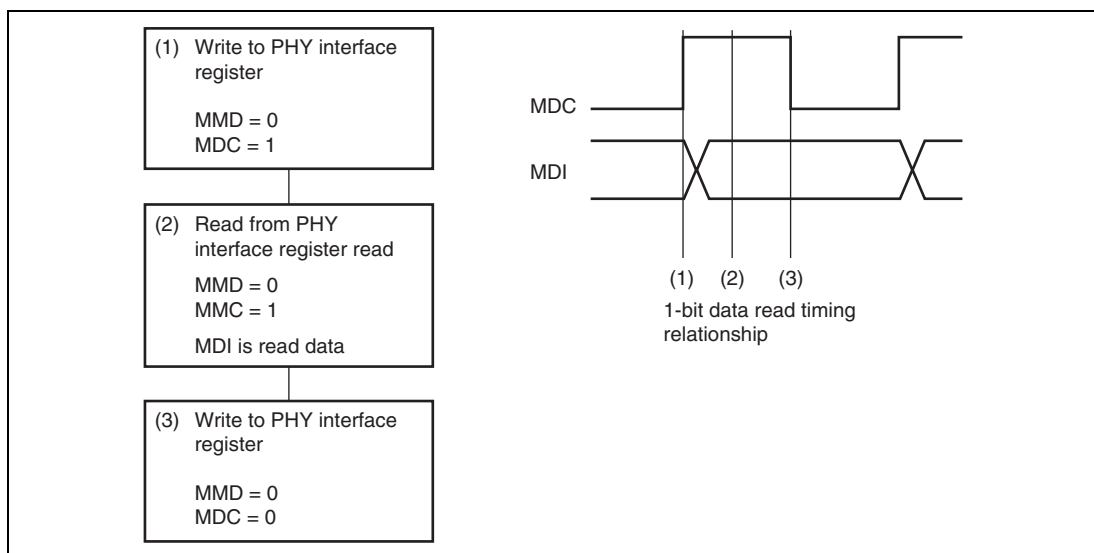 (1) Write to PHY interface
register
MMD = 0
MDC = 1
(2) Read from PHY
interface register read
MMD = 0
MMC = 1
MDI is read data
(3) Write to PHY interface
register
MMD = 0
MDC = 0
MDC
MDI
(1) (2) (3)
1-bit data read timing
relationship